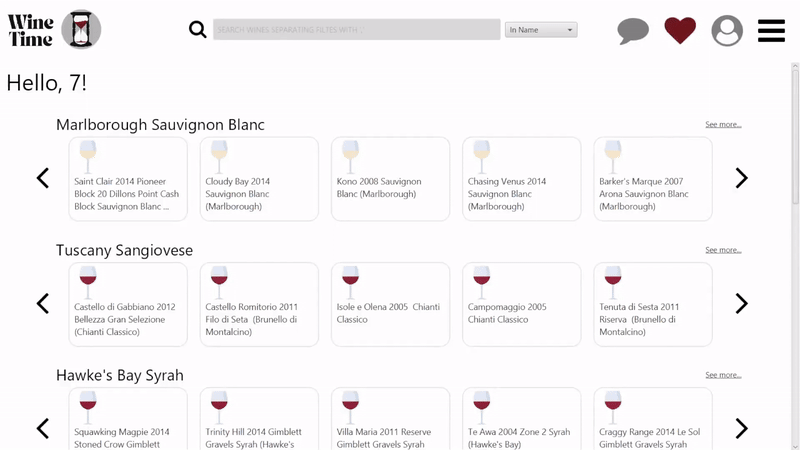 Wine
Time
SEARCH WINES SEPARATING FILTES WITH ,
In Name
Hello, 7!
Marlborough Sauvignon Blanc
See more...
Saint Clair 2014 Pioneer
Block 20 Dillons Point Cash
Block Sauvignon Blanc ...
Cloudy Bay 2014
Sauvignon Blanc
(Marlborough)
Kono 2008 Sauvignon
Blanc (Marlborough)
Chasing Venus 2014
Sauvignon Blanc
(Marlborough)
Barker's Marque 2007
Arona Sauvignon Blanc
(Marlborough)
Tuscany Sangiovese
See more...
Castello di Gabbiano 2012
Bellezza Gran Selezione
(Chianti Classico)
Castello Romitorio 2011
Filo di Seta (Brunello di
Montalcino)
Isole e Olena 2005 Chianti
Classico
Campomaggio 2005
Chianti Classico
Tenuta di Sesta 2011
Riserva (Brunello di
Montalcino)
Hawke's Bay Syrah
See more...
Squawking Magpie 2014
Stoned Crow Gimblett
Trinity Hill 2014 Gimblett
Gravels Syrah (Hawke's
Villa Maria 2011 Reserve
Gimblett Gravels Syrah
Te Awa 2004 Zone 2 Syrah
(Hawke's Bay)
Craggy Range 2014 Le Sol
Gimblett Gravels Syrah